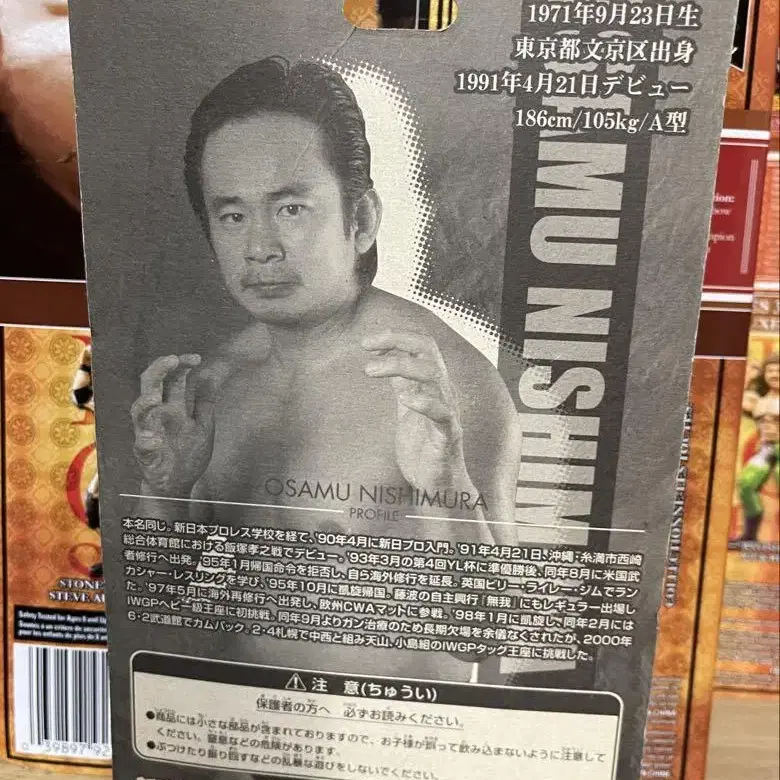 1971年9月23日生
東京都文京区出身
1991年4月21日デビュー
186cm/105kg/A型
AMU NISHIM
OSAMU NISHIMURA
PROFILE
本名同じ。新日本プロレス学校を経て、'90年4月に新日プロ入門。'91年4月21日、沖縄:糸満市西崎
総合体育館における飯塚孝之戦でデビュー。'93年3月の第4回YL杯に準優勝後、同年8月に米国武
者修行へ出発。'95年1月帰国命令を拒否し、自ら海外修行を延長。英国ビリー・ライレー・ジムでラン
カシャー・レスリングを学び、'95年10月に凱旋帰国。藤波の自主興行『無我』にもレギュラー出場し
た。'97年5月に海外再修行へ出発し、欧州CWAマットに参戦。'98年1月に凱旋し、同年2月には
IWGPヘビー級王座に初挑戦。同年9月よりガン治療のため長期欠場を余儀なくされたが、2000年
6・2武道館でカムバック。2・4札幌で中西と組み天山、小島組のIWGPタッグ王座に挑戦した。
注 意(ちゅうい)
保護者の方へ 必ずお読みください。
●商品には小さな部品が含まれておりますので、お子様が誤って飲み込まないように注意して
ください。窒息などの危険があります。
●ぶつけたり振り回すなどの乱暴な遊びをしないでください。
STONE
STEVE AU
39897 92
COLLECTIONNEZ-LES TOUTES